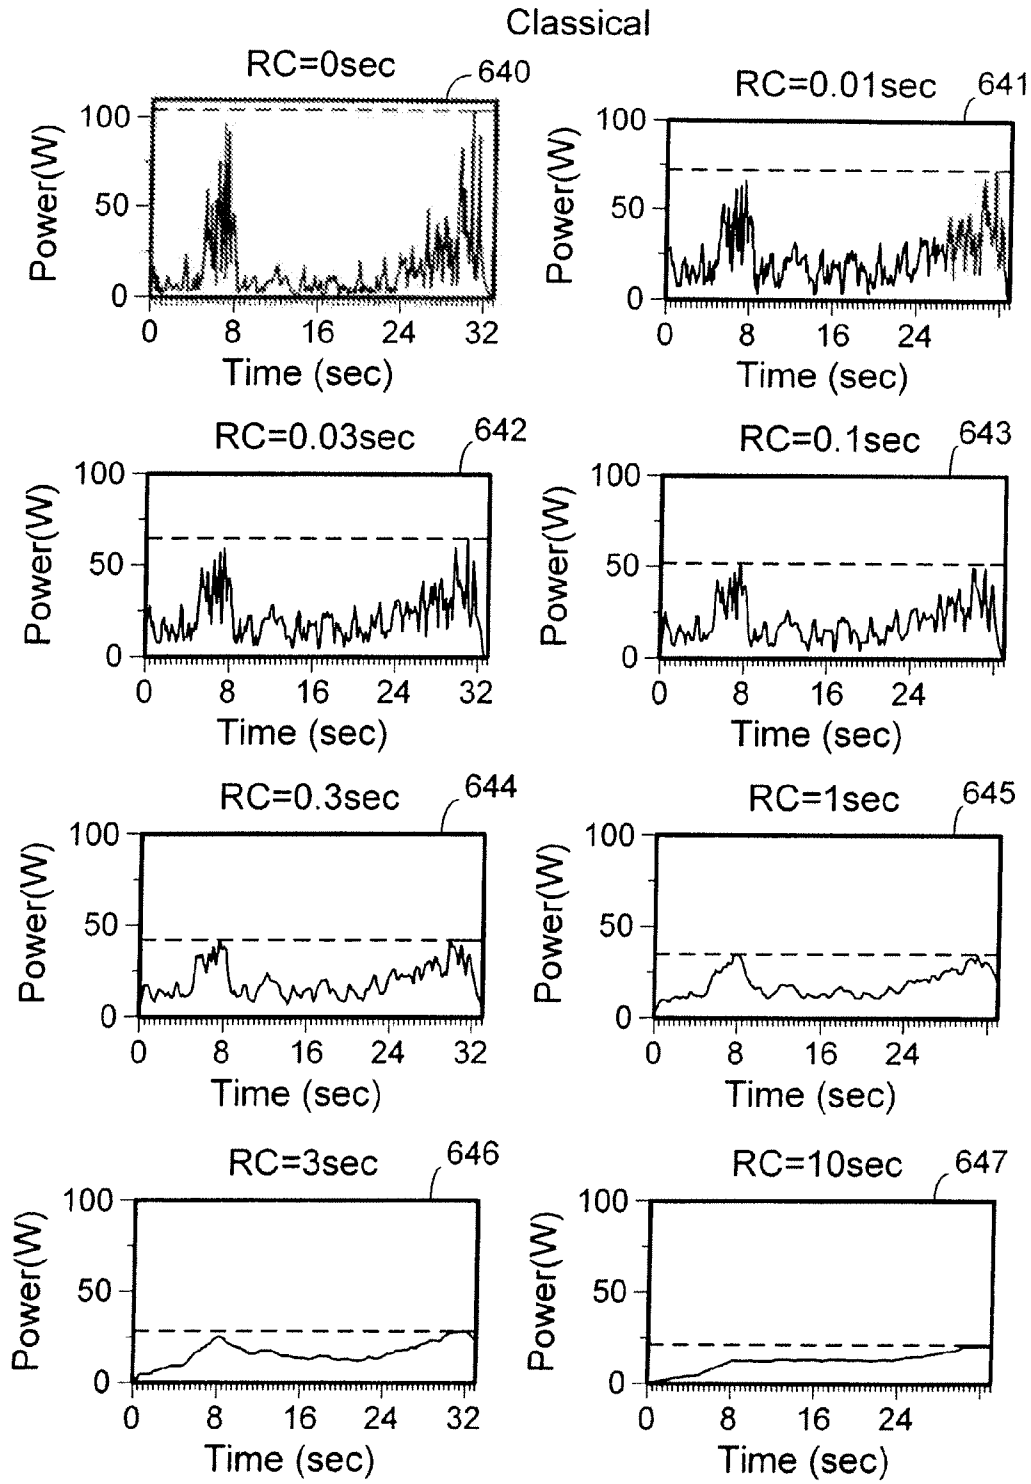 Classical
RC=0sec
640
Power(W)
100
50
0
0 8 16 24 32
Time (sec)
RC=0.01sec
641
Power(W)
100
50
0
0 8 16 24
Time (sec)
RC=0.03sec
642
Power(W)
100
50
0
0 8 16 24 32
Time (sec)
RC=0.1sec
643
Power(W)
100
50
0
0 8 16 24
Time (sec)
RC=0.3sec
644
Power(W)
100
50
0
0 8 16 24 32
Time (sec)
RC=1sec
645
Power(W)
100
50
0
0 8 16 24
Time (sec)
RC=3sec
646
Power(W)
100
50
0
0 8 16 24 32
Time (sec)
RC=10sec
647
Power(W)
100
50
0
0 8 16 24
Time (sec)